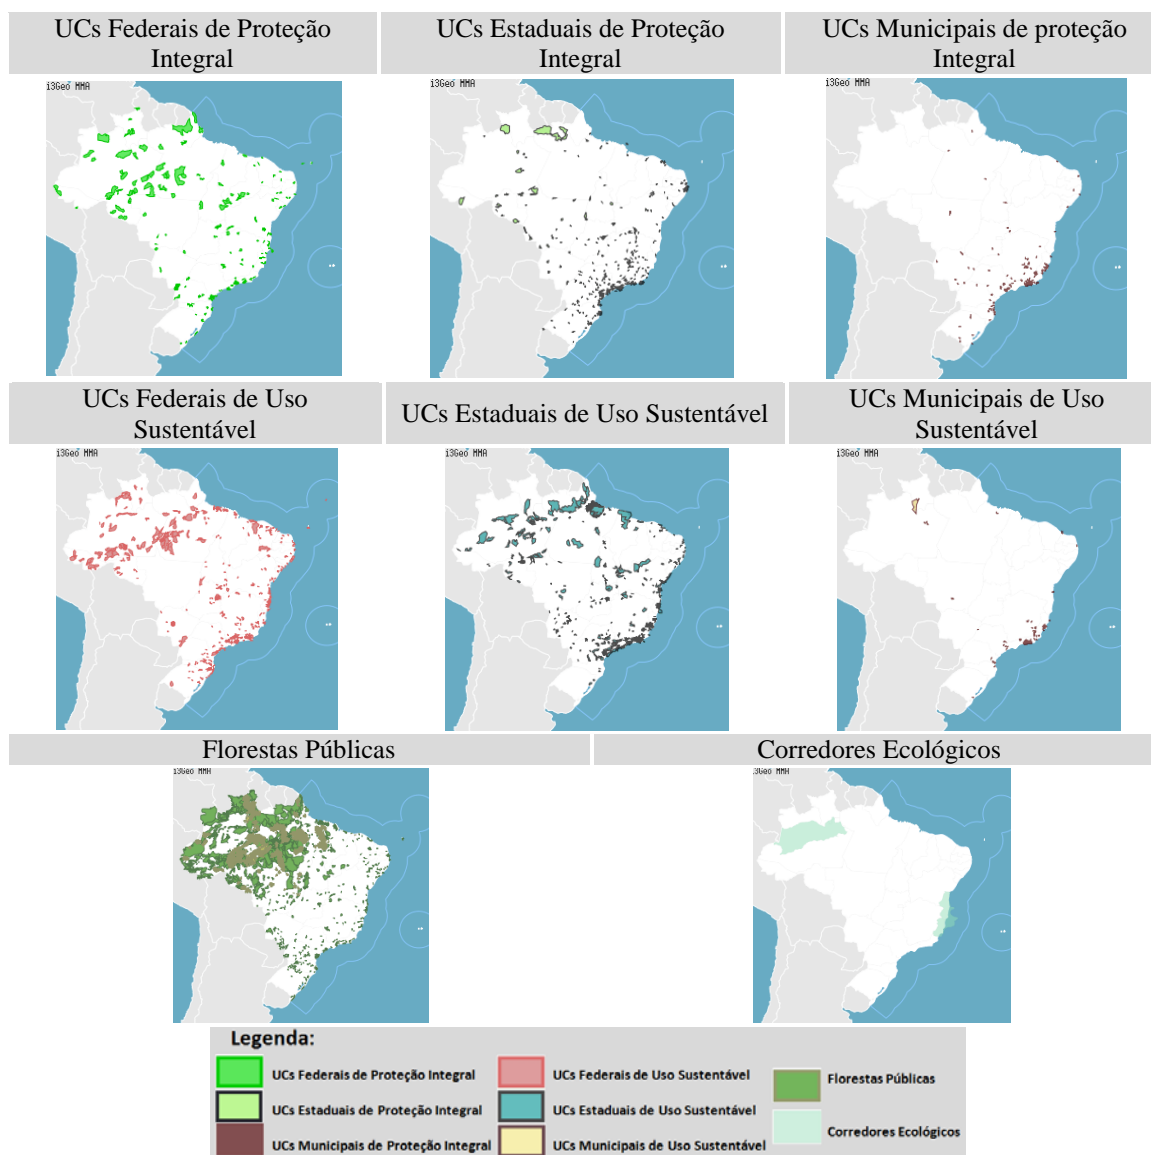 UCs Federais de Proteção
Integral
UCs Estaduais de Proteção
Integral
UCs Municipais de proteção
Integral
i3Geo MMA
i3Geo MMA
i3Geo MMA
UCs Federais de Uso
Sustentável
UCs Estaduais de Uso Sustentável
UCs Municipais de Uso
Sustentável
i3Geo MMA
i3Geo MMA
i3Geo MMA
Florestas Públicas
Corredores Ecológicos
i3Geo MMA
i3Geo MMA
Legenda:
UCs Federais de Proteção Integral
UCs Estaduais de Proteção Integral
UCs Municipais de Proteção Integral
UCs Federais de Uso Sustentável
UCs Estaduais de Uso Sustentável
UCs Municipais de Uso Sustentável
Florestas Públicas
Corredores Ecológicos